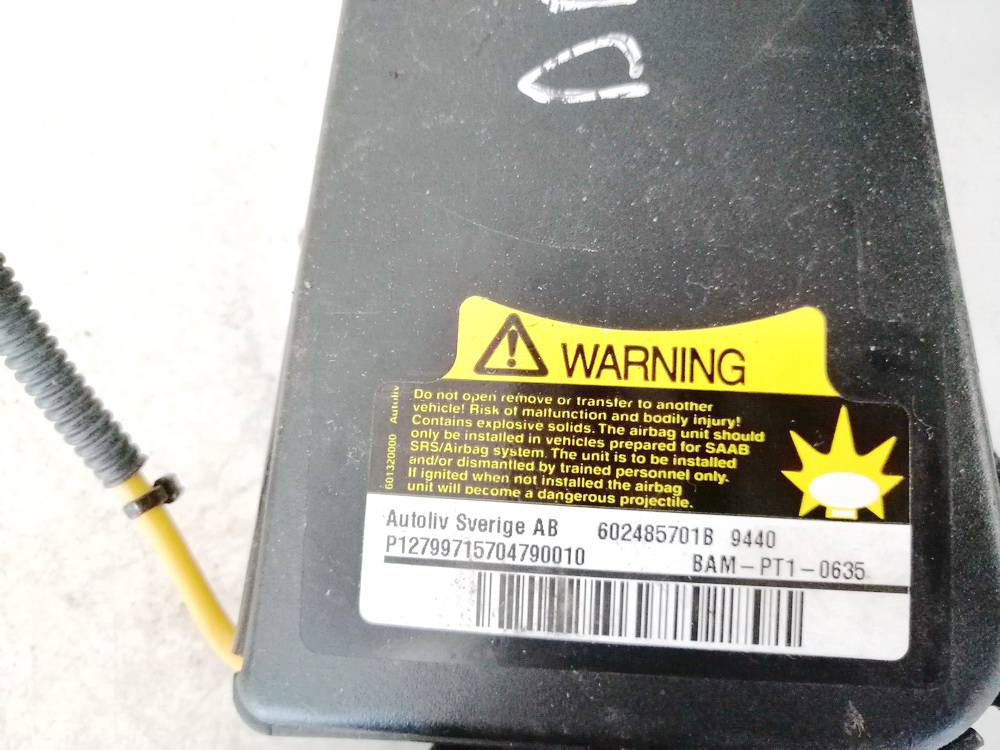 D
WARNING
Do not open remove or transfer to another
vehicle! Risk of malfunction and bodily injury!
Contains explosive solids. The airbag unit should
only be installed in vehicles prepared for SAAB
SRS/Airbag system. The unit is to be installed
and/or dismantled by trained personnel only.
If ignited when not installed the airbag
unit will become a dangerous projectile.
601320000 Autoliv
Autoliv Sverige AB 602485701B 9440
P12799715704790010 BAM-PT1-0635